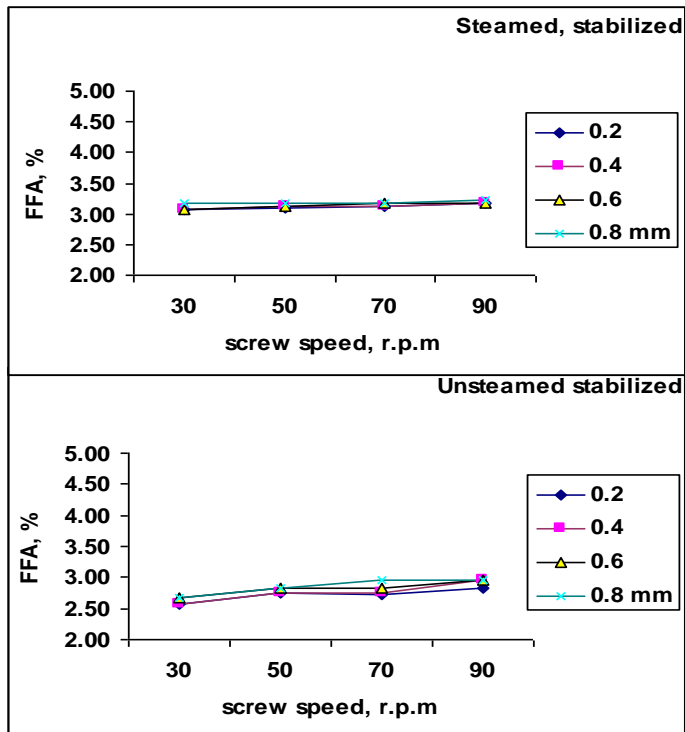 Steamed, stabilized
5.00
4.50
4.00
3.50
3.00
2.50
2.00
FFA, %
30 50 70 90
screw speed, r.p.m
0.2
0.4
0.6
0.8 mm
Unsteamed stabilized
5.00
4.50
4.00
3.50
3.00
2.50
2.00
FFA, %
30 50 70 90
screw speed, r.p.m
0.2
0.4
0.6
0.8 mm